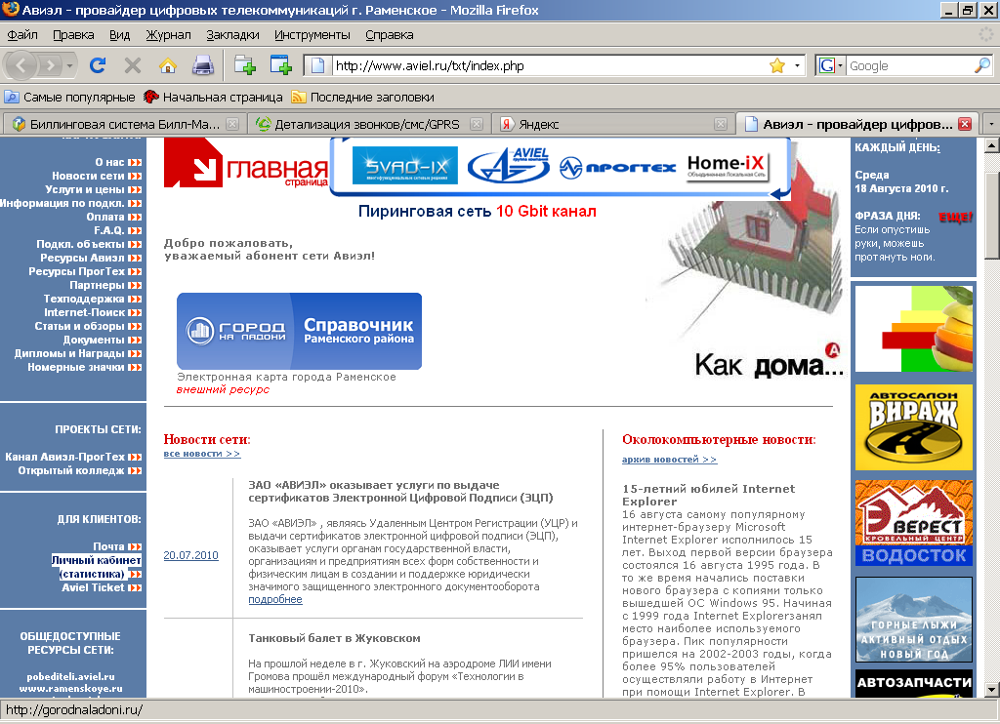 Авиэл - провайдер цифровых телекоммуникаций г. Раменское - Mozilla Firefox
Файл Правка Вид Журнал Закладки Инструменты Справка
http://www.aviel.ru/txt/index.php
G Google
Самые популярные Начальная страница Последние заголовки
Биллинговая система Билл-Ма... Детализация звонков/смс/GPRS Я Яндекс Авиэл - провайдер цифров...
О нас
Новости сети
Услуги и цены
Информация по подкл.
Оплата
F.A.Q.
Подкл. объекты
Ресурсы Авиэл
Ресурсы ПрогТех
Партнеры
Техподдержка
Internet-Поиск
Статьи и обзоры
Документы
Дипломы и Награды
Номерные значки
ПРОЕКТЫ СЕТИ:
Канал Авиэл-ПрогТех
Открытый колледж
ДЛЯ КЛИЕНТОВ:
Почта
Личный кабинет
(статистика)
Aviel Ticket
ОБЩЕДОСТУПНЫЕ
РЕСУРСЫ СЕТИ:
pobediteli.aviel.ru
www.ramenskoye.ru
главная
страница
SVAO-IX
AVIEL
ПРОГТЕХ
Home-iX
Объединенная Локальная Сеть
Пиринговая сеть 10 Gbit канал
Добро пожаловать,
уважаемый абонент сети Авиэл!
ГОРОД
НА ЛАДОНИ
Справочник
Раменского района
Электронная карта города Раменское
внешний ресурс
Как дома...
Новости сети:
все новости >>
20.07.2010
ЗАО «АВИЭЛ» оказывает услуги по выдаче
сертификатов Электронной Цифровой Подписи (ЭЦП)
ЗАО «АВИЭЛ» , являясь Удаленным Центром Регистрации (УЦР) и
выдачи сертификатов электронной цифровой подписи (ЭЦП),
оказывает услуги органам государственной власти,
организациям и предприятиям всех форм собственности и
физическим лицам в создании и поддержке юридически
значимого защищенного электронного документооборота
подробнее
Танковый балет в Жуковском
На прошлой неделе в г. Жуковский на аэродроме ЛИИ имени
Громова прошёл международный форум «Технологии в
машиностроении-2010».
Околокомпьютерные новости:
архив новостей >>
15-летний юбилей Internet
Explorer
16 августа самому популярному
интернет-браузеру Microsoft
Internet Explorer исполнилось 15
лет. Выход первой версии браузера
состоялся 16 августа 1995 года. В
то же время начались поставки
нового браузера с копиями только
вышедшей ОС Windows 95. Начиная
с 1999 года Internet Explorerзанял
место наиболее используемого
браузера. Пик популярности
пришелся на 2002-2003 годы, когда
более 95% пользователей
осуществляли работу в Интернет
при помощи Internet Explorer. В
КАЖДЫЙ ДЕНЬ:
Среда
18 Августа 2010 г.
ФРАЗА ДНЯ: ЕЩЕ!
Если опустишь
руки, можешь
протянуть ноги.
АВТОСАЛОН
ВИРАЖ
ЭВЕРЕСТ
КРОВЕЛЬНЫЙ ЦЕНТР
ВОДОСТОК
ГОРНЫЕ ЛЫЖИ
АКТИВНЫЙ ОТДЫХ
НОВЫЙ ГОД
АВТОЗАПЧАСТИ
http://gorodnaladoni.ru/